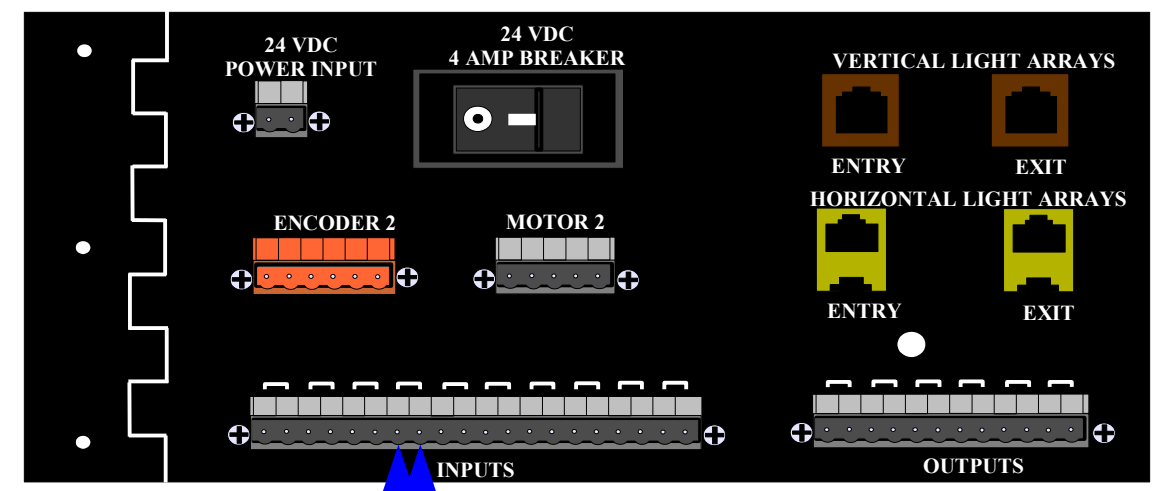 24 VDC
POWER INPUT
24 VDC
4 AMP BREAKER
VERTICAL LIGHT ARRAYS
ENTRY
EXIT
HORIZONTAL LIGHT ARRAYS
ENCODER 2
MOTOR 2
ENTRY
EXIT
INPUTS
OUTPUTS